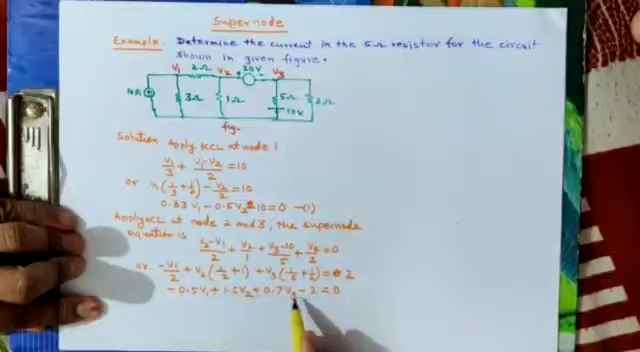 Supernode
Example. Determine the current in the 5Ω resistor for the circuit
shown in given figure.
V1 2Ω V2 20V V3
10A 3Ω 1Ω 5Ω 2Ω
10V
fig.
Solution Apply KCL at node 1
V1/3 + (V1-V2)/2 = 10
or V1(1/3 + 1/2) - V2/2 = 10
0.83 V1 - 0.5V2 - 10 = 0 -(1)
Apply KCL at node 2 and 3, the supernode
equation is
(V2-V1)/2 + V2/1 + (V3-10)/5 + V3/2 = 0
or -V1/2 + V2(1/2 + 1) + V3(1/5 + 1/2) = 2
-0.5V1 + 1.5V2 + 0.7V3 - 2 = 0